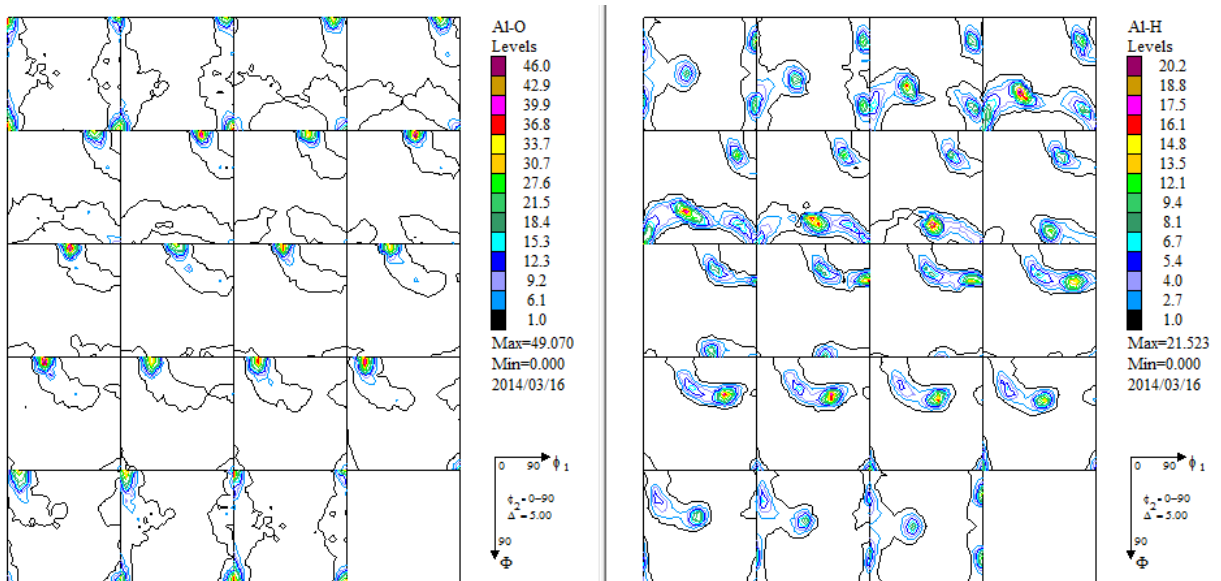 Al-O
Levels
46.0
42.9
39.9
36.8
33.7
30.7
27.6
21.5
18.4
15.3
12.3
9.2
6.1
1.0
Max=49.070
Min=0.000
2014/03/16
0 90 ϕ1
ϕ2=0-90
Δ =5.00
90
Φ
Al-H
Levels
20.2
18.8
17.5
16.1
14.8
13.5
12.1
9.4
8.1
6.7
5.4
4.0
2.7
1.0
Max=21.523
Min=0.000
2014/03/16
0 90 ϕ1
ϕ2=0-90
Δ =5.00
90
Φ